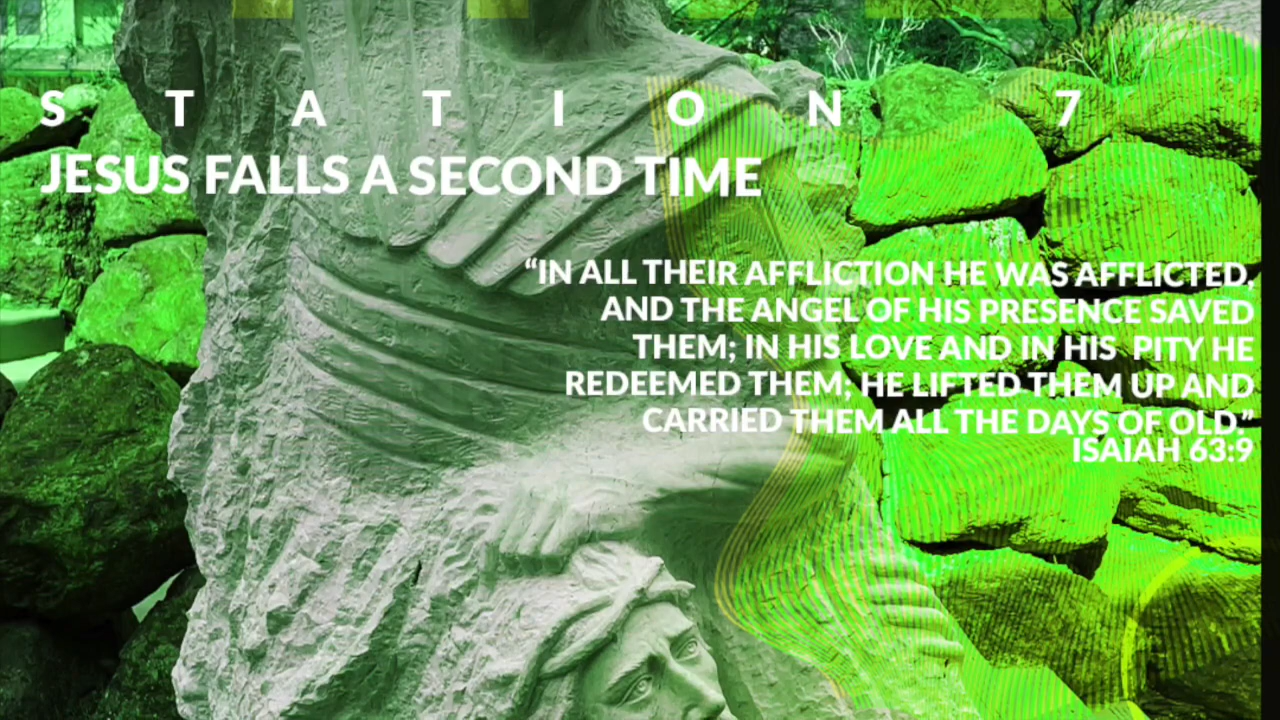 STATION 7
JESUS FALLS A SECOND TIME
“IN ALL THEIR AFFLICTION HE WAS AFFLICTED,
AND THE ANGEL OF HIS PRESENCE SAVED
THEM; IN HIS LOVE AND IN HIS PITY HE
REDEEMED THEM; HE LIFTED THEM UP AND
CARRIED THEM ALL THE DAYS OF OLD.”
ISAIAH 63:9